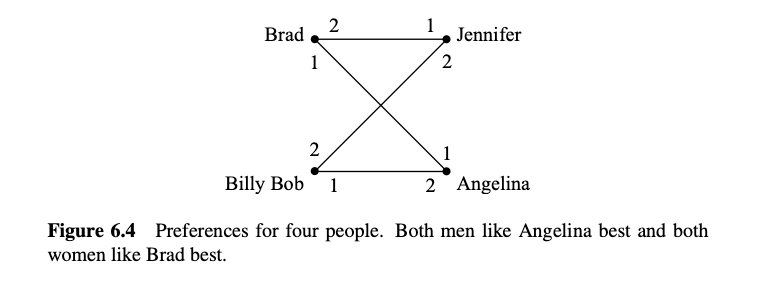 Brad 2 1 Jennifer
1 2
2 1
Billy Bob 1 2 Angelina
Figure 6.4 Preferences for four people. Both men like Angelina best and both
women like Brad best.